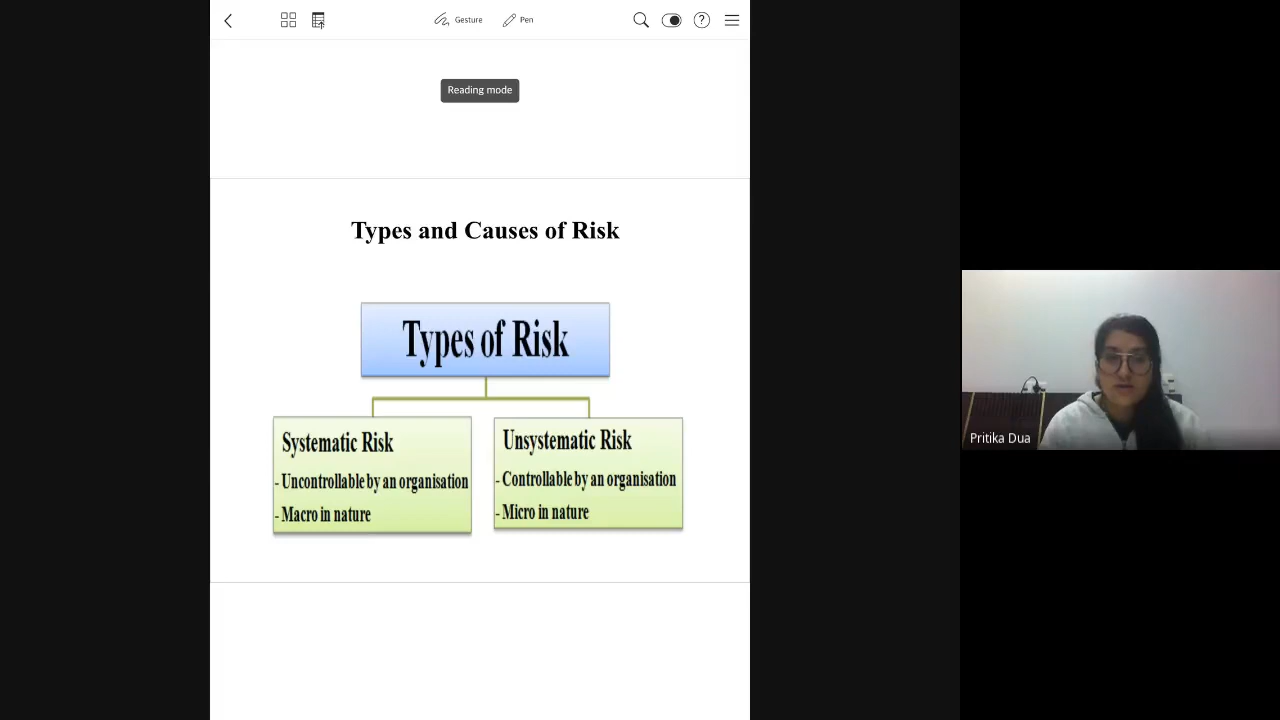 Gesture
Pen
?
Reading mode
Types and Causes of Risk
Types of Risk
Systematic Risk
- Uncontrollable by an organisation
- Macro in nature
Unsystematic Risk
- Controllable by an organisation
- Micro in nature
Pritika Dua